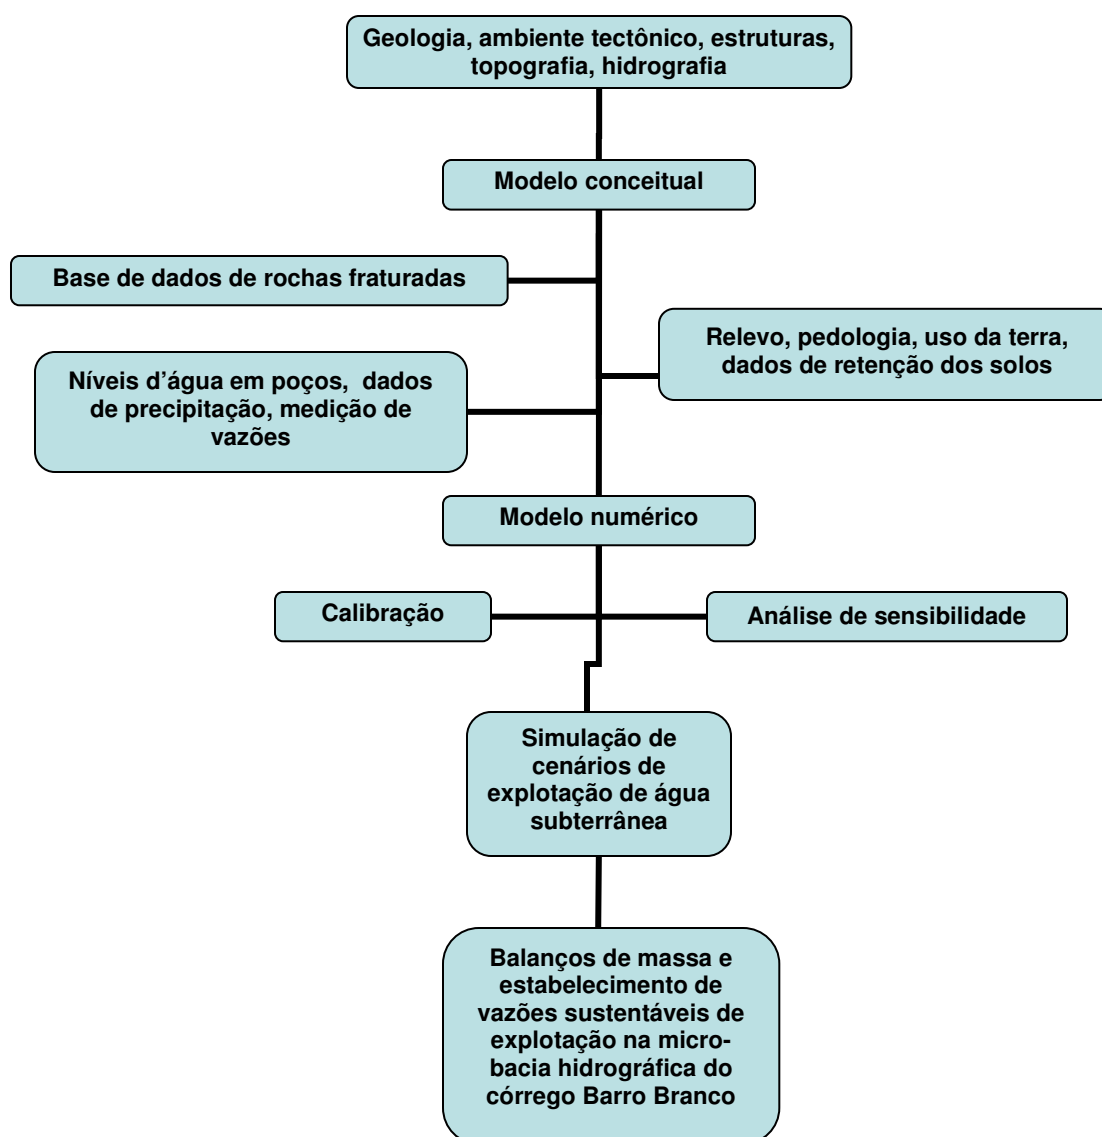 Geologia, ambiente tectônico, estruturas,
topografia, hidrografia
Modelo conceitual
Base de dados de rochas fraturadas
Relevo, pedologia, uso da terra,
dados de retenção dos solos
Níveis d’água em poços, dados
de precipitação, medição de
vazões
Modelo numérico
Calibração
Análise de sensibilidade
Simulação de
cenários de
explotação de água
subterrânea
Balanços de massa e
estabelecimento de
vazões sustentáveis de
explotação na micro-
bacia hidrográfica do
córrego Barro Branco